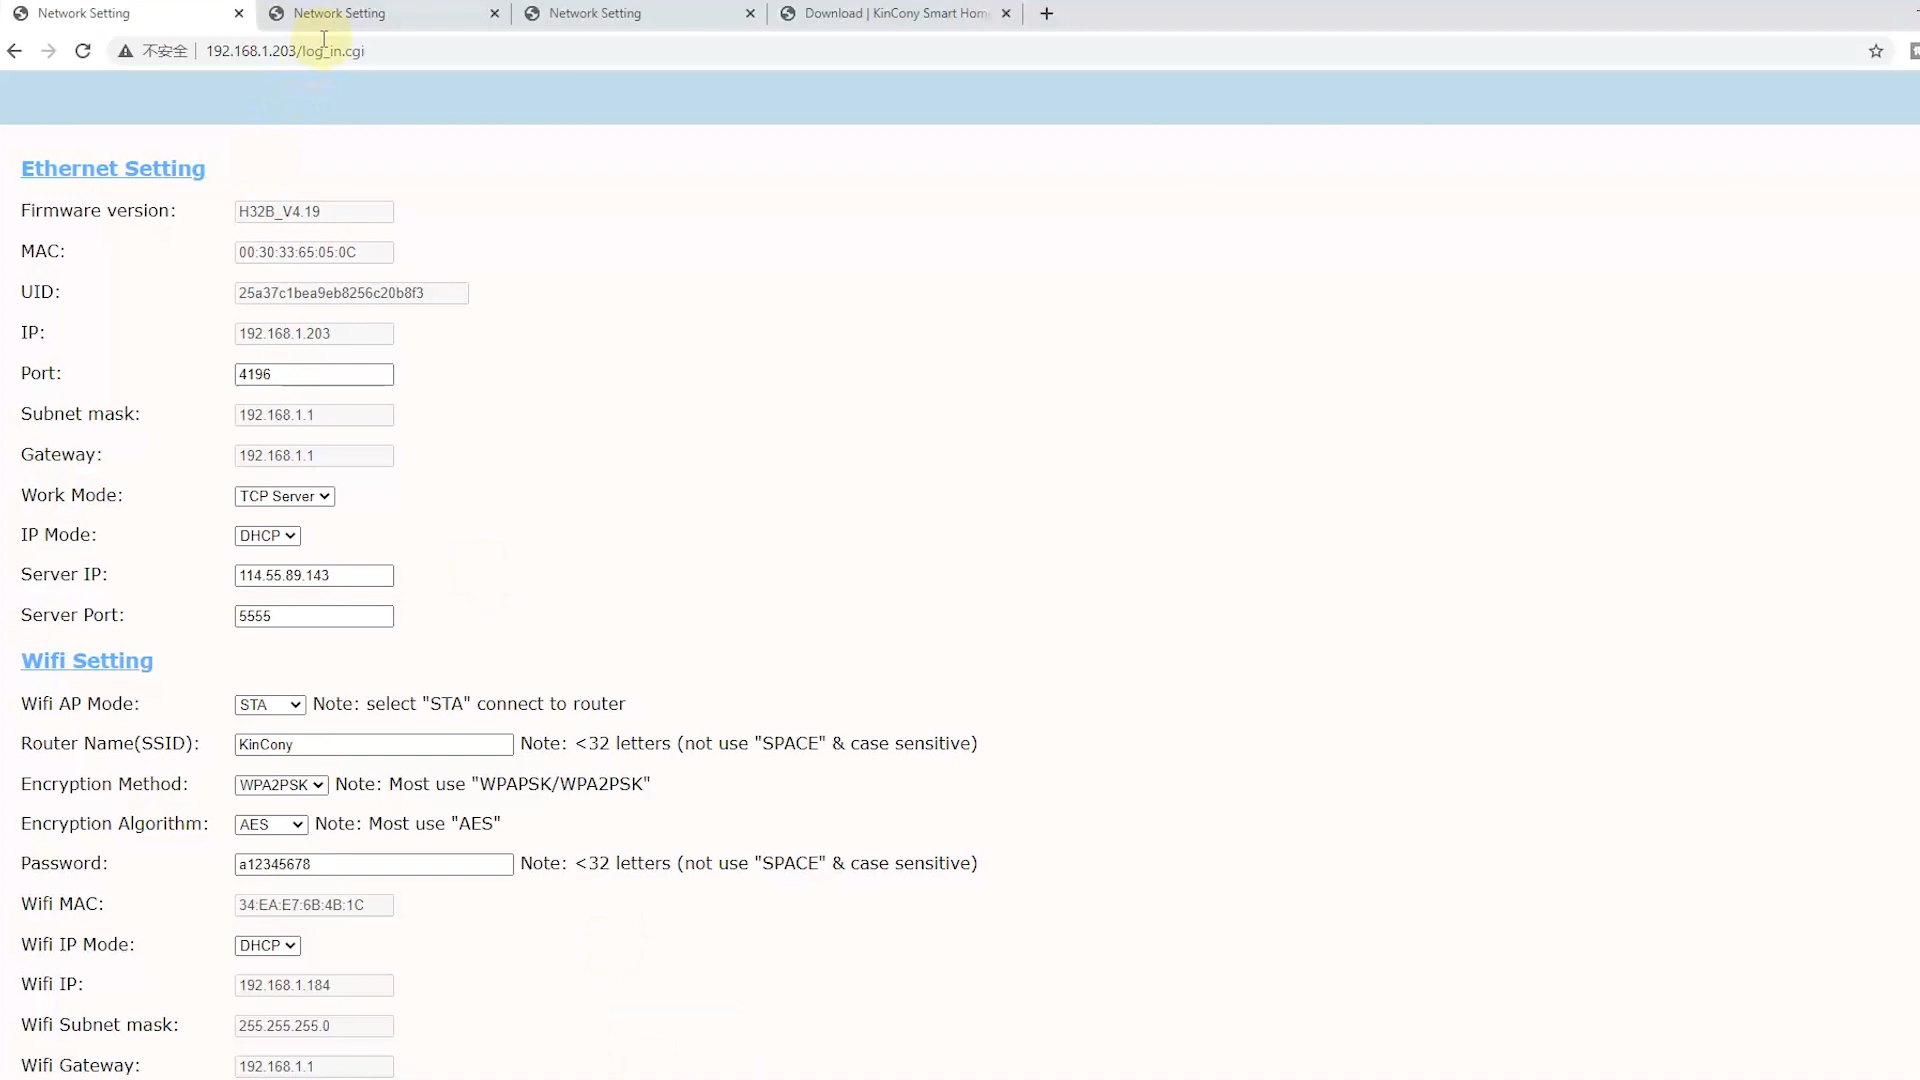 Network Setting
Network Setting
Network Setting
Download | KinCony Smart Hom
不安全 192.168.1.203/log_in.cgi
Ethernet Setting
Firmware version: H32B_V4.19
MAC: 00:30:33:65:05:0C
UID: 25a37c1bea9eb8256c20b8f3
IP: 192.168.1.203
Port: 4196
Subnet mask: 192.168.1.1
Gateway: 192.168.1.1
Work Mode: TCP Server
IP Mode: DHCP
Server IP: 114.55.89.143
Server Port: 5555
Wifi Setting
Wifi AP Mode: STA Note: select "STA" connect to router
Router Name(SSID): KinCony Note: <32 letters (not use "SPACE" & case sensitive)
Encryption Method: WPA2PSK Note: Most use "WPAPSK/WPA2PSK"
Encryption Algorithm: AES Note: Most use "AES"
Password: a12345678 Note: <32 letters (not use "SPACE" & case sensitive)
Wifi MAC: 34:EA:E7:6B:4B:1C
Wifi IP Mode: DHCP
Wifi IP: 192.168.1.184
Wifi Subnet mask: 255.255.255.0
Wifi Gateway: 192.168.1.1